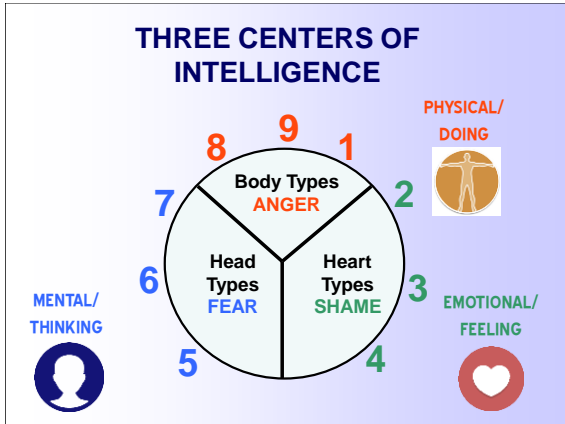 THREE CENTERS OF
INTELLIGENCE
PHYSICAL/
DOING
9
8
1
Body Types
ANGER
7
2
Head
Types
FEAR
Heart
Types
SHAME
6
3
MENTAL/
THINKING
EMOTIONAL/
FEELING
5
4